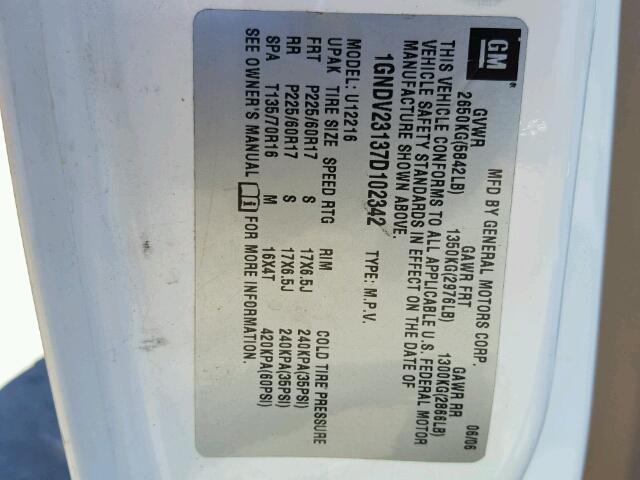 GM
MFD BY GENERAL MOTORS CORP. 06/06
GVWR GAWR FRT GAWR RR
2650KG(5842LB) 1350KG(2976LB) 1300KG(2866LB)
THIS VEHICLE CONFORMS TO ALL APPLICABLE U.S. FEDERAL MOTOR
VEHICLE SAFETY STANDARDS IN EFFECT ON THE DATE OF
MANUFACTURE SHOWN ABOVE.
1GNDV23137D102342 TYPE: M.P.V.
MODEL: U12216
UPAK TIRE SIZE SPEED RTG RIM COLD TIRE PRESSURE
FRT P225/60R17 S 17X6.5J 240KPA(35PSI)
RR P225/60R17 S 17X6.5J 240KPA(35PSI)
SPA T135/70R16 M 16X4T 420KPA(60PSI)
SEE OWNER'S MANUAL i FOR MORE INFORMATION.